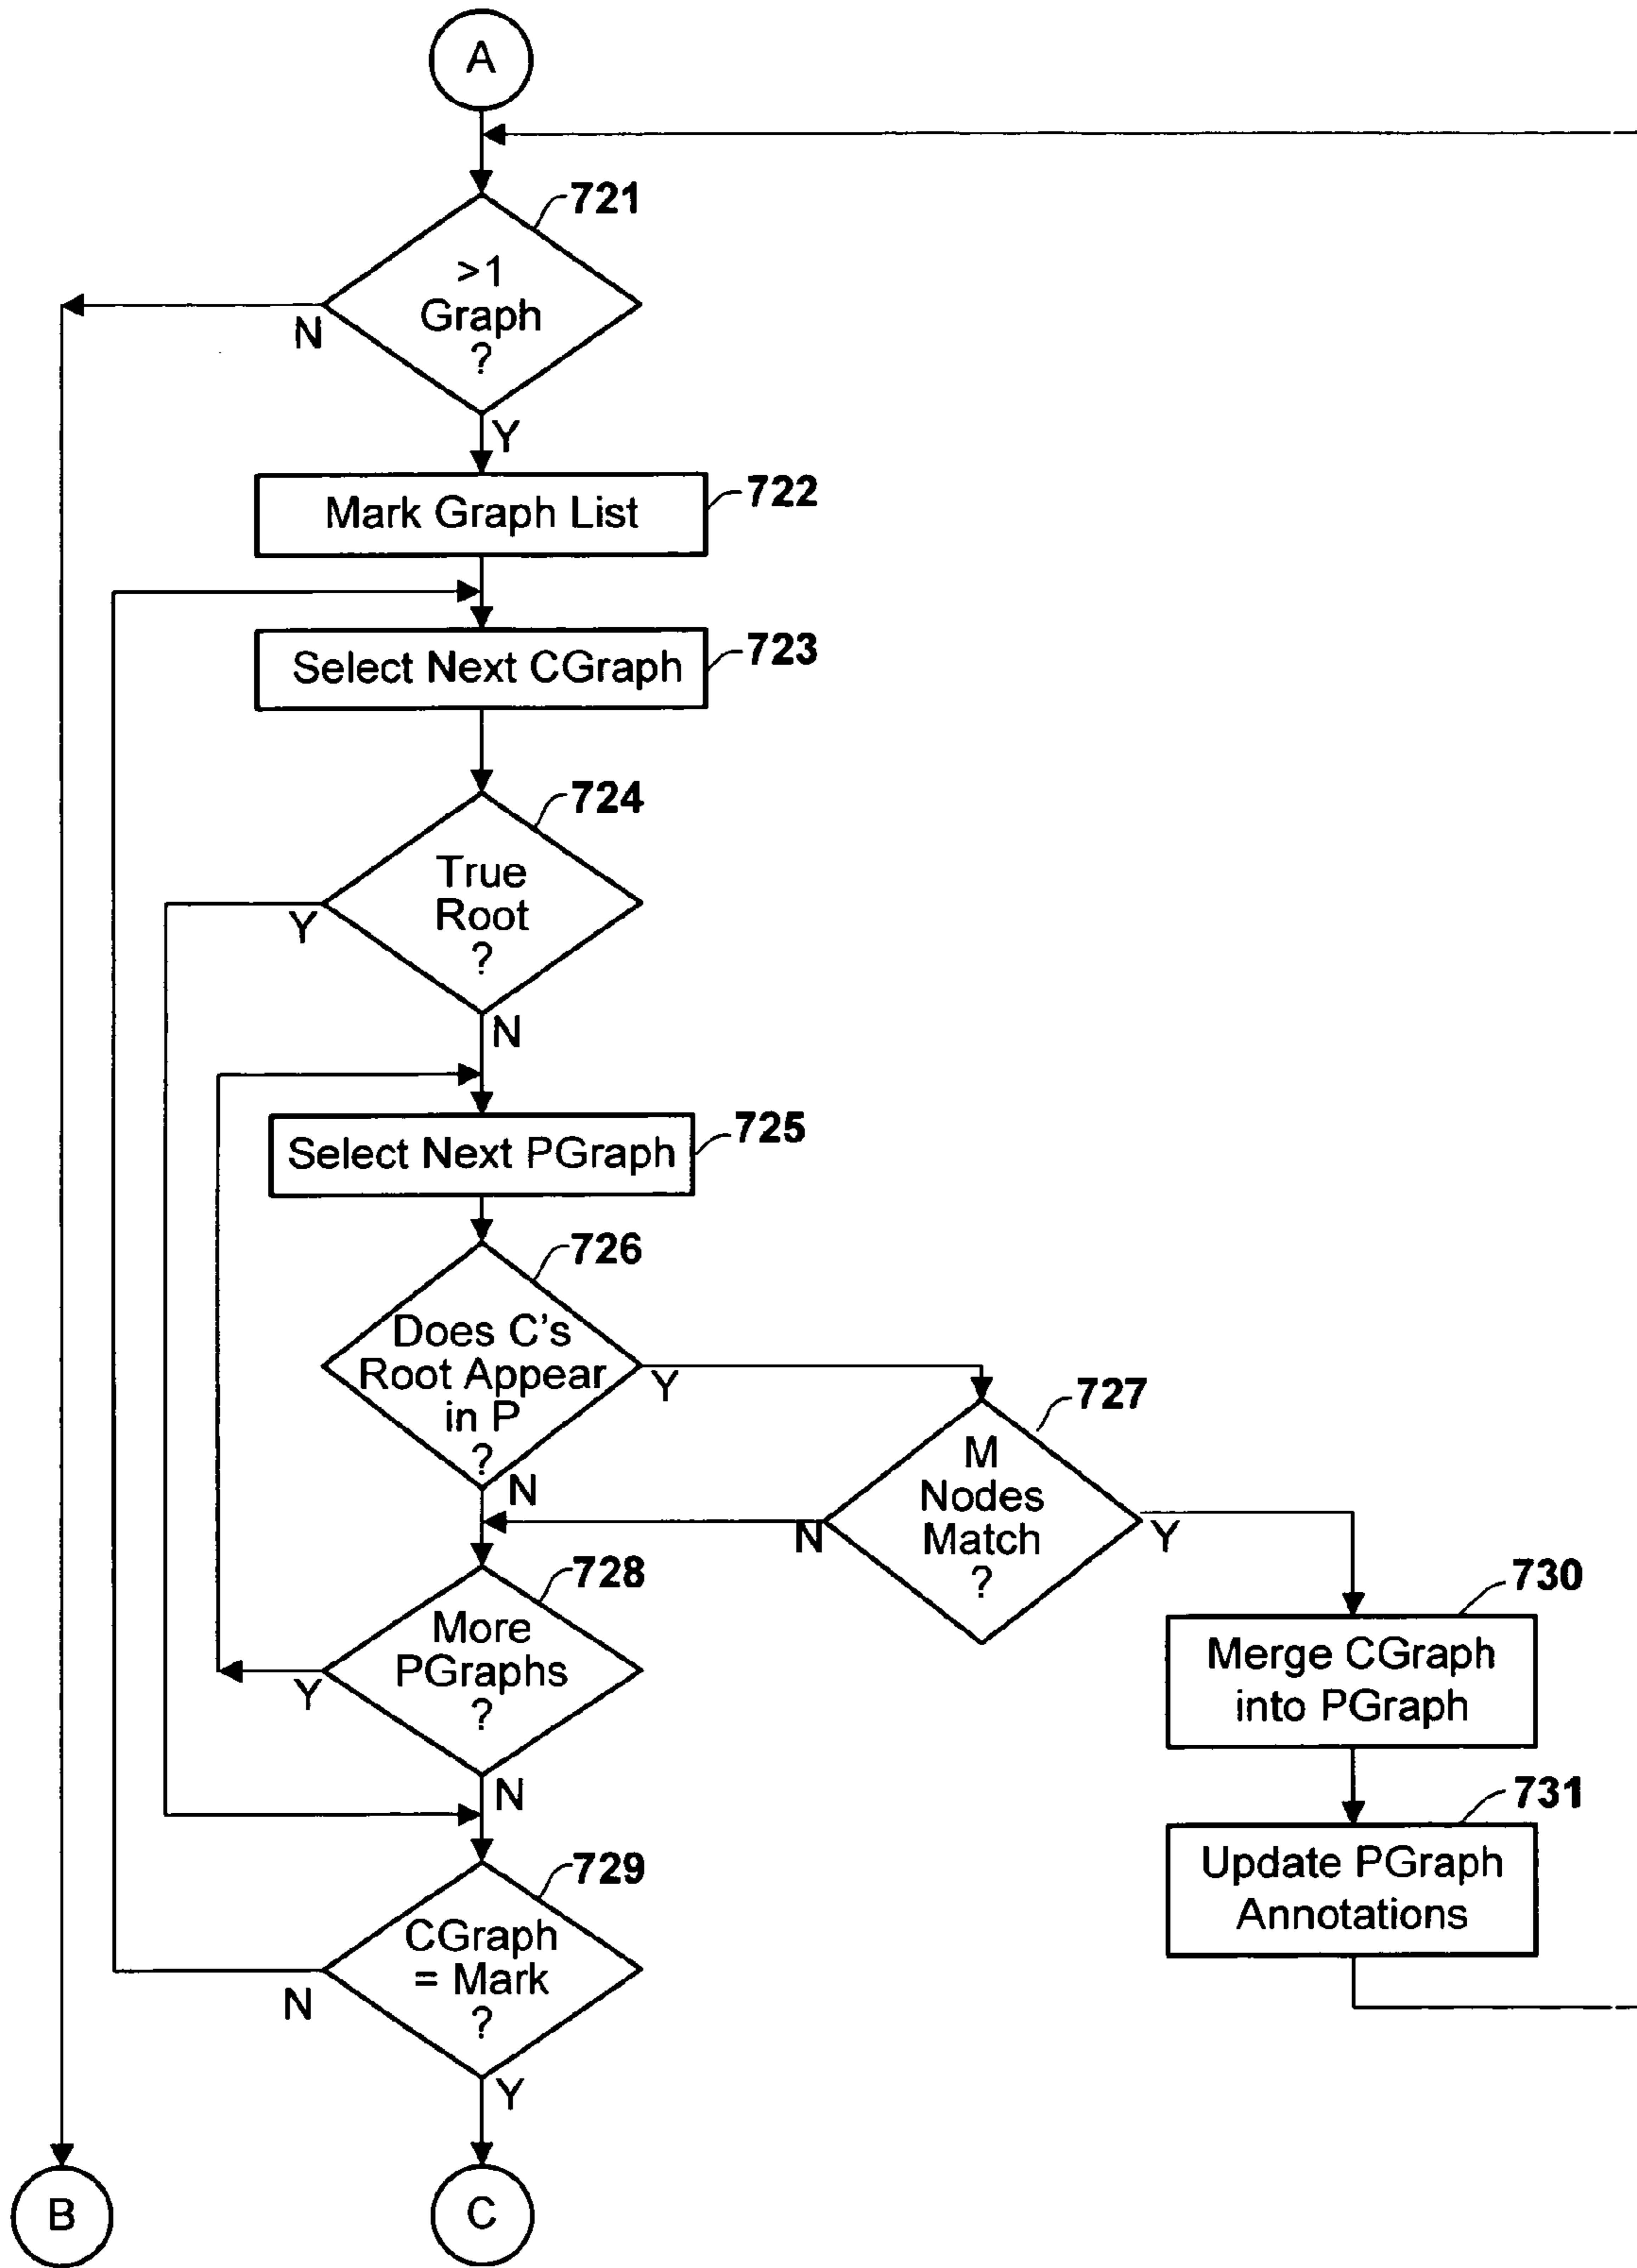 A
721
>1
Graph
?
N
Y
Mark Graph List
722
Select Next CGraph
723
724
True
Root
?
Y
N
Select Next PGraph
725
726
Does C's
Root Appear
in P
?
Y
N
727
M
Nodes
Match
?
N
Y
728
More
PGraphs
?
Y
N
730
Merge CGraph
into PGraph
731
Update PGraph
Annotations
729
CGraph
= Mark
?
N
Y
B
C